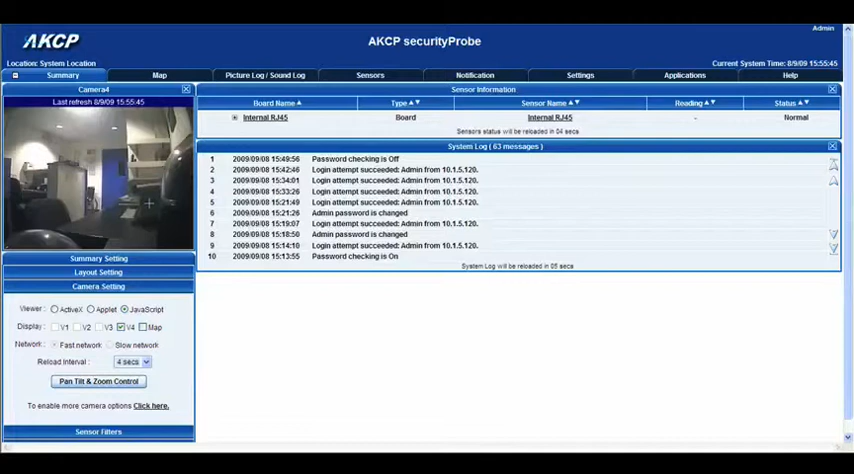 Admin
AKCP
AKCP securityProbe
Location: System Location
Current System Time: 8/9/09 15:55:45
Summary
Map
Picture Log / Sound Log
Sensors
Notification
Settings
Applications
Help
Camera4
Last refresh 8/9/09 15:55:45
Summary Setting
Layout Setting
Camera Setting
Viewer: ActiveX Applet JavaScript
Display: V1 V2 V3 V4 Map
Network: Fast network Slow network
Reload Interval : 4 secs
Pan Tilt & Zoom Control
To enable more camera options Click here.
Sensor Filters
Sensor Information
Board Name Type Sensor Name Reading Status
Internal RJ45 Board Internal RJ45 - Normal
Sensors status will be reloaded in 04 secs
System Log ( 63 messages )
1 2009/09/08 15:49:56 Password checking is Off
2 2009/09/08 15:42:46 Login attempt succeeded: Admin from 10.1.5.120.
3 2009/09/08 15:34:01 Login attempt succeeded: Admin from 10.1.5.120.
4 2009/09/08 15:33:26 Login attempt succeeded: Admin from 10.1.5.120.
5 2009/09/08 15:21:49 Login attempt succeeded: Admin from 10.1.5.120.
6 2009/09/08 15:21:26 Admin password is changed
7 2009/09/08 15:19:07 Login attempt succeeded: Admin from 10.1.5.120.
8 2009/09/08 15:18:50 Admin password is changed
9 2009/09/08 15:14:10 Login attempt succeeded: Admin from 10.1.5.120.
10 2009/09/08 15:13:55 Password checking is On
System Log will be reloaded in 05 secs